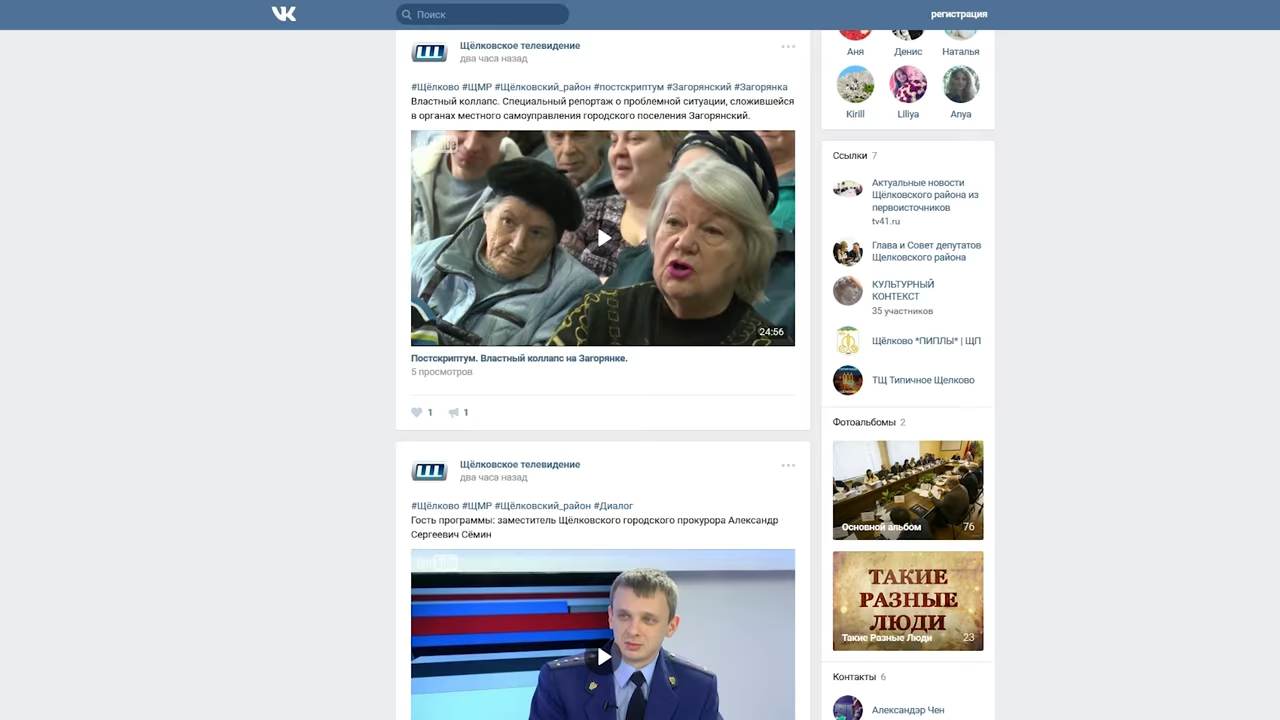 Поиск
регистрация
Щёлковское телевидение
два часа назад
#Щёлково #ЩМР #Щёлковский_район #постскриптум #Загорянский #Загорянка
Властный коллапс. Специальный репортаж о проблемной ситуации, сложившейся
в органах местного самоуправления городского поселения Загорянский.
24:56
Постскриптум. Властный коллапс на Загорянке.
5 просмотров
1 1
Щёлковское телевидение
два часа назад
#Щёлково #ЩМР #Щёлковский_район #Диалог
Гость программы: заместитель Щёлковского городского прокурора Александр
Сергеевич Сёмин
Аня Денис Наталья
Kirill Liliya Anya
Ссылки 7
Актуальные новости
Щёлковского района из
первоисточников
tv41.ru
Глава и Совет депутатов
Щелковского района
КУЛЬТУРНЫЙ
КОНТЕКСТ
35 участников
Щёлково *ПИПЛЫ* | ЩП
ТЩ Типичное Щелково
Фотоальбомы 2
Основной альбом 76
ТАКИЕ
РАЗНЫЕ
ЛЮДИ
Такие Разные Люди 23
Контакты 6
Александэр Чен